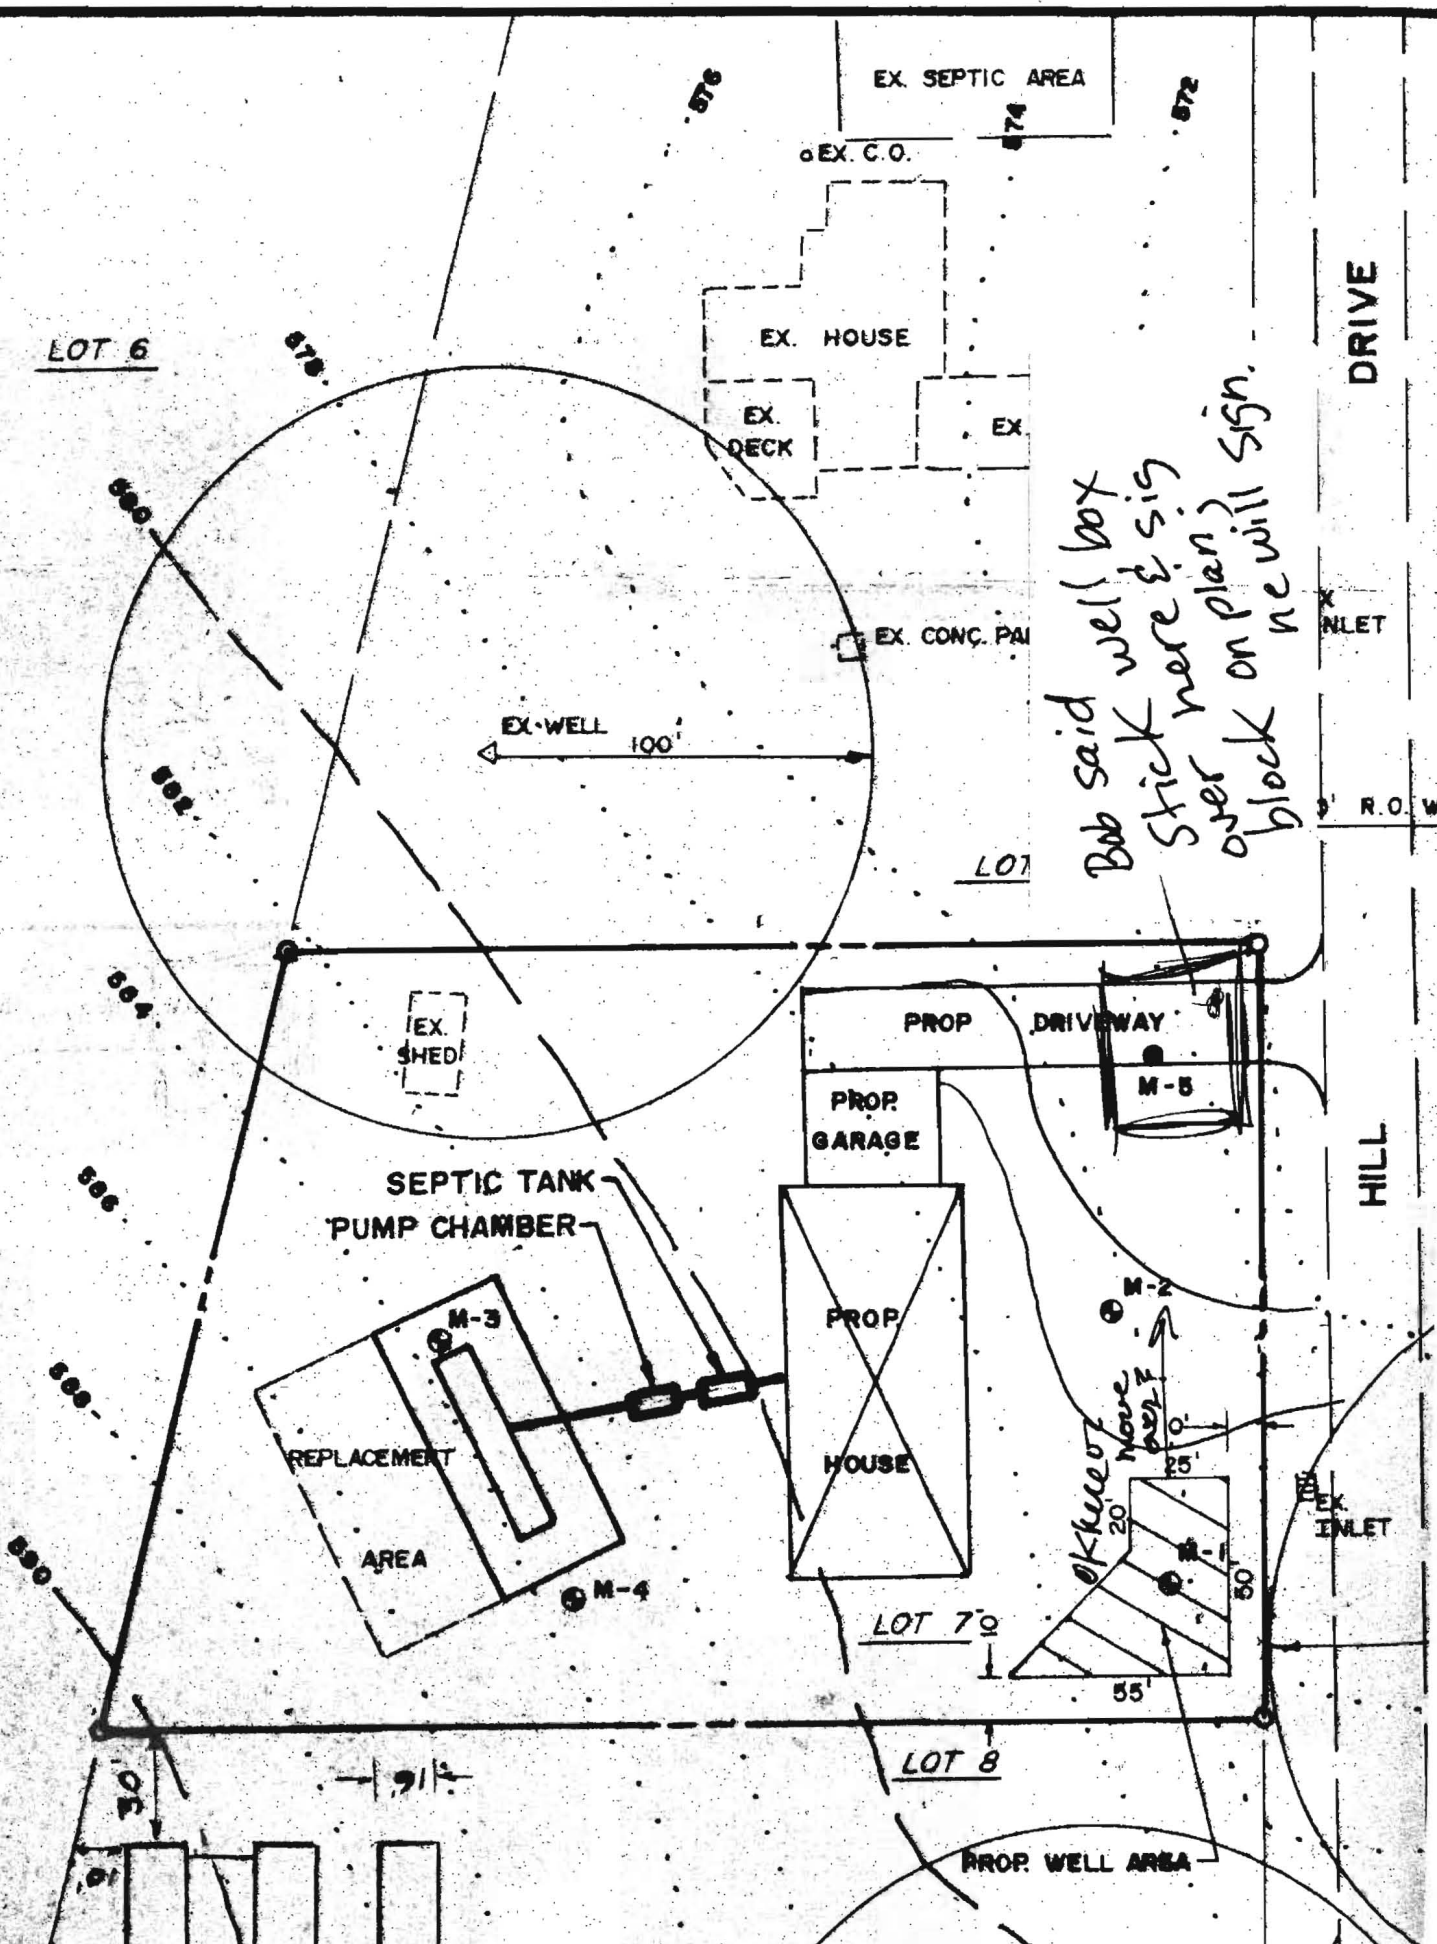 EX. SEPTIC AREA
576
574
572
EX. C.O.
DRIVE
LOT 6
578
EX. HOUSE
EX.
DECK
EX.
580
Bob said well box
Stick here & sig
over on plan)
block he will sign.
EX. CONC. PA
NLET
EX. WELL
100'
582
R.O.W
LOT
584
EX.
SHED
PROP DRIVEWAY
M-5
PROP.
GARAGE
HILL
586
SEPTIC TANK
PUMP CHAMBER
M-2
M-3
PROP.
588
REPLACEMENT
move
over
HOUSE
25'
20'
EX.
INLET
590
AREA
M-1
50'
M-4
LOT 7
55'
LOT 8
30'
16'
PROP. WELL AREA